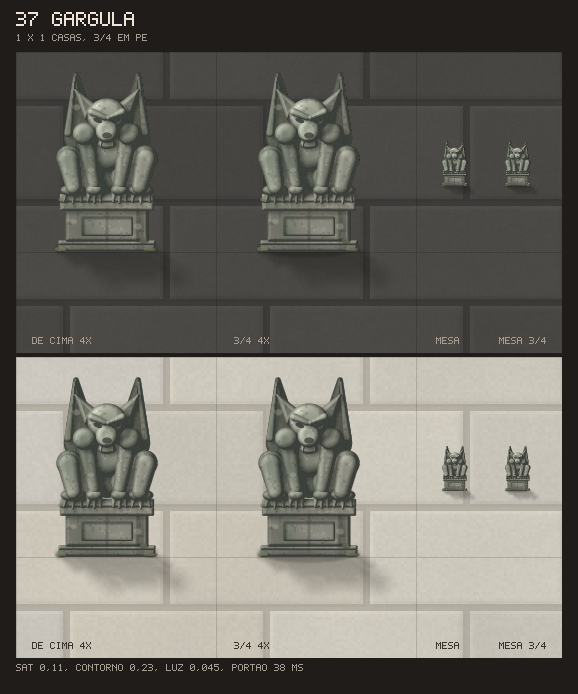 37 GARGULA
1 X 1 CASAS, 3/4 EM PE
DE CIMA 4X
3/4 4X
MESA
MESA 3/4
DE CIMA 4X
3/4 4X
MESA
MESA 3/4
SAT 0,11, CONTORNO 0,23, LUZ 0,045, PORTAO 38 MS